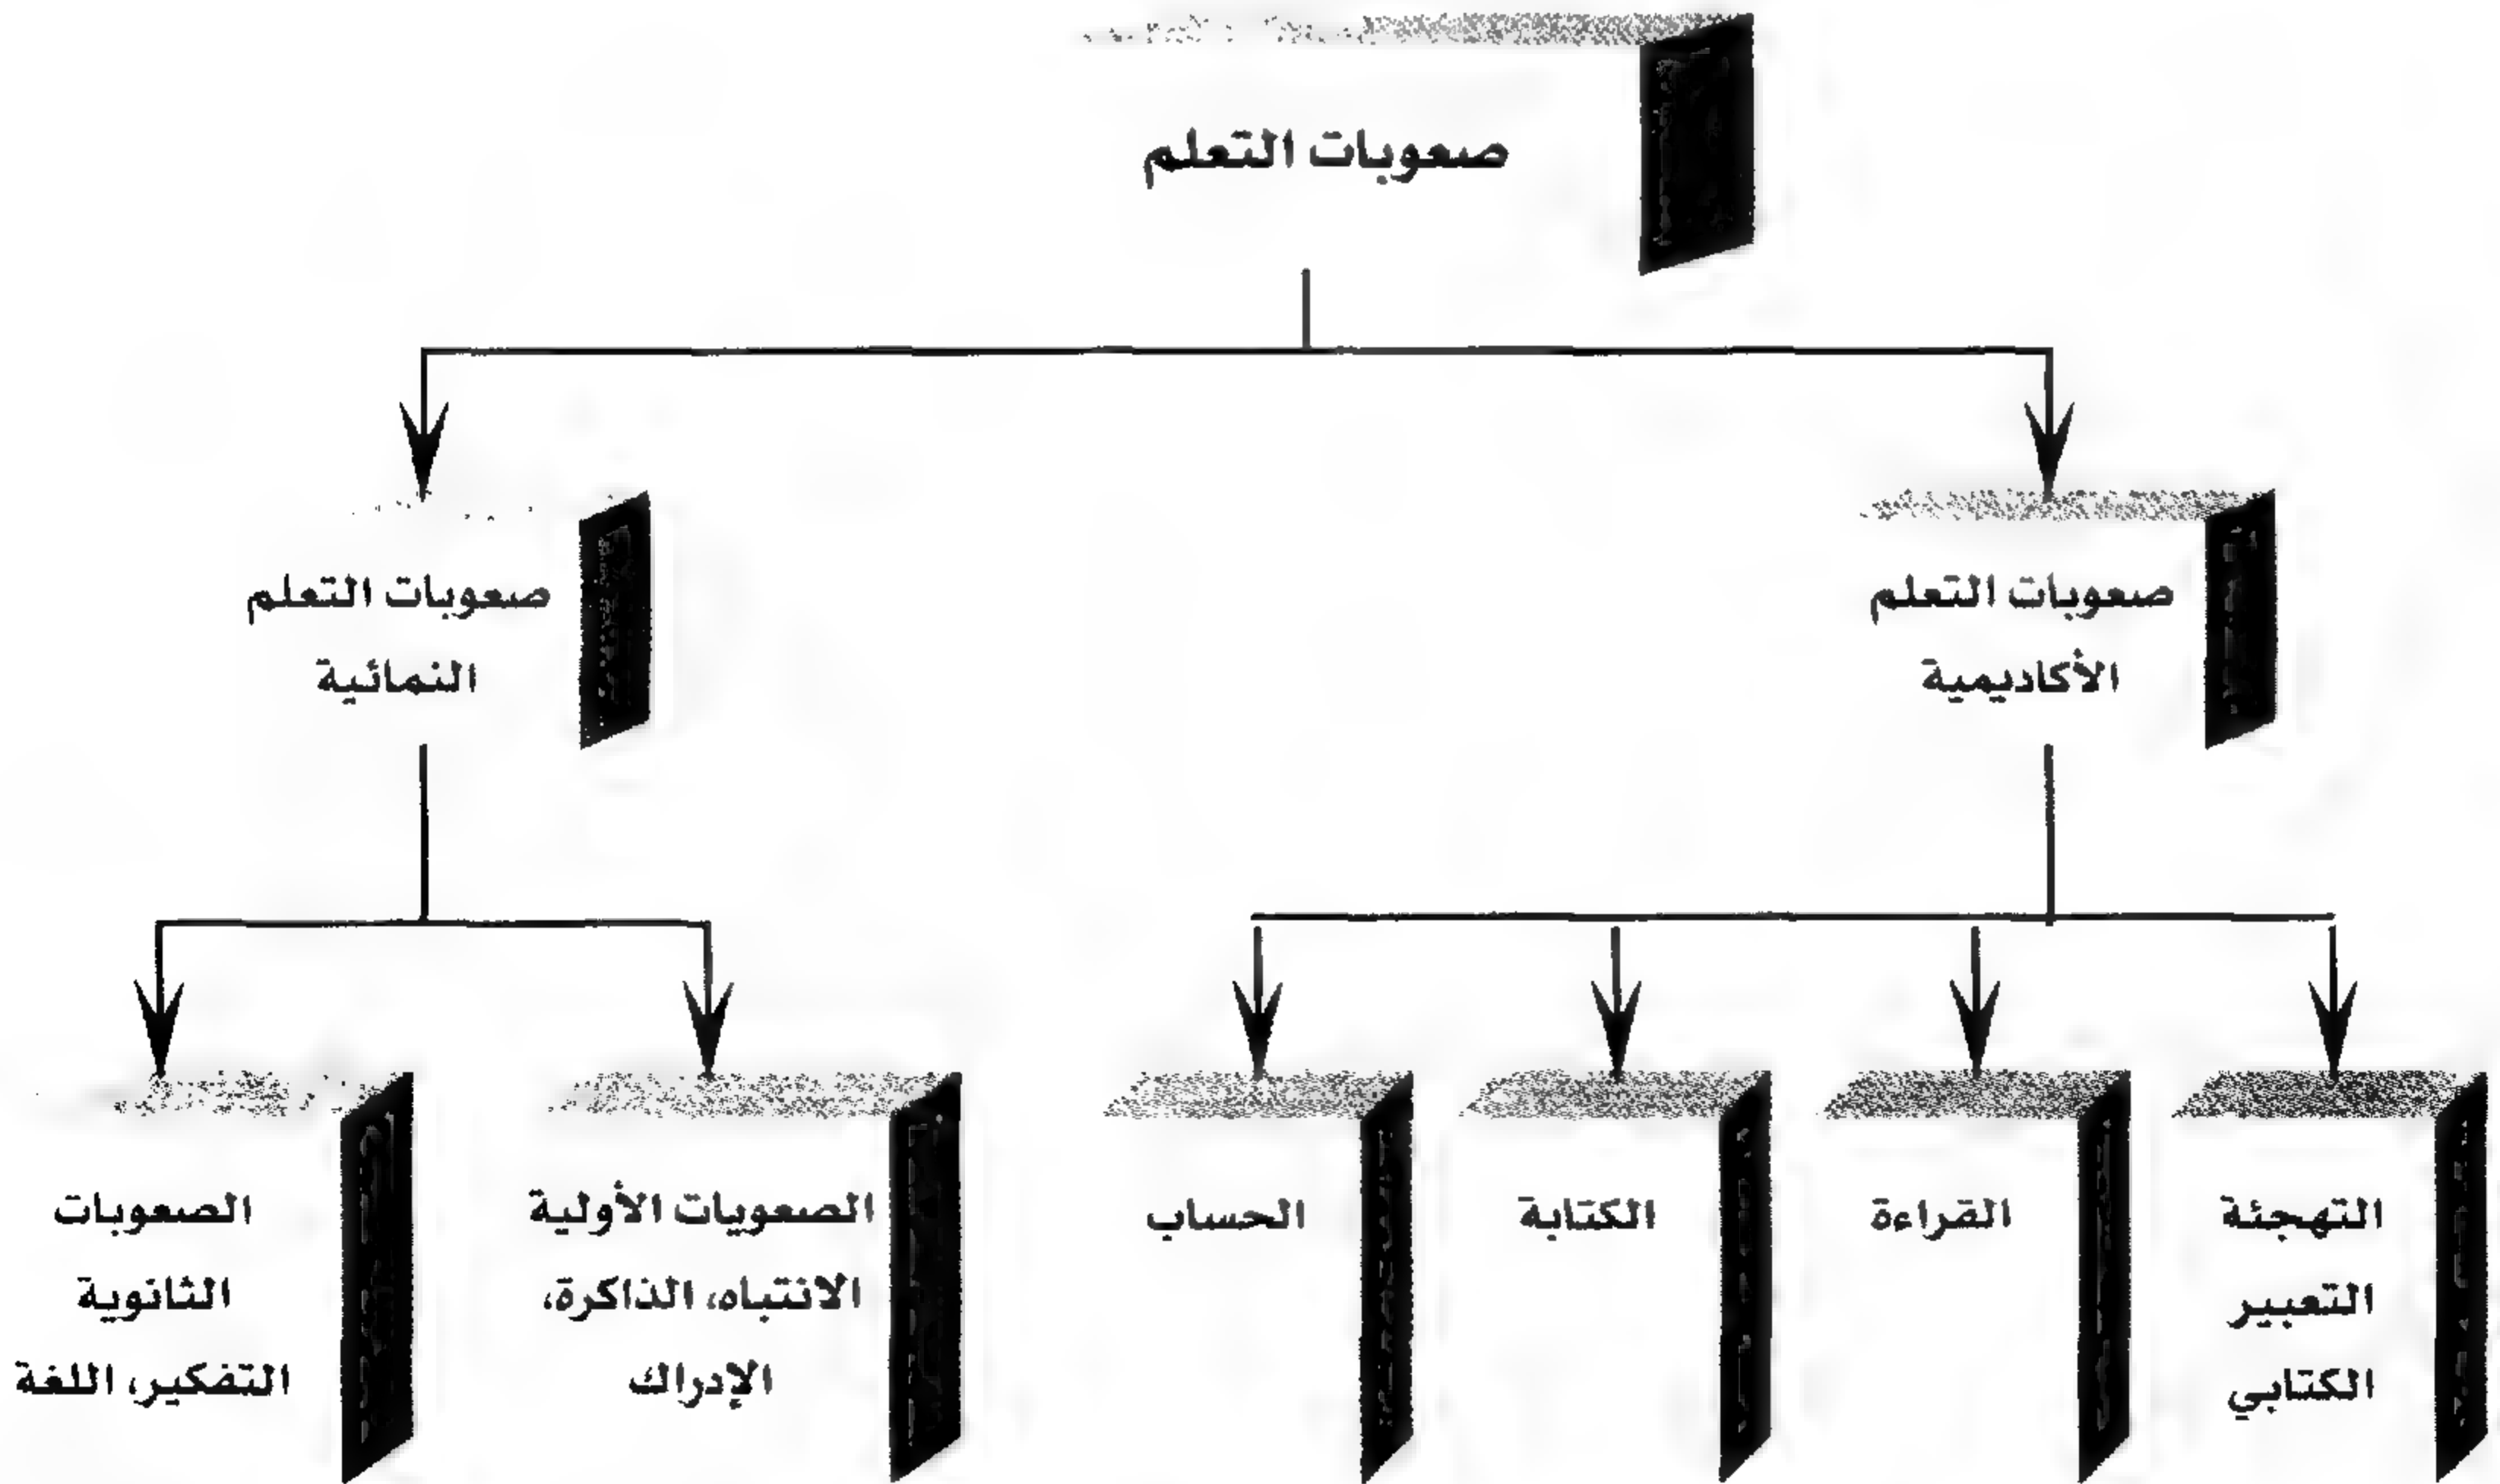 صعوبات التعلم
صعوبات التعلم
الأكاديمية
صعوبات التعلم
النمائية
التهجئة
التعبير
الكتابي
القراءة
الكتابة
الحساب
الصعوبات الأولية
الانتباه، الذاكرة،
الإدراك
الصعوبات
الثانوية
التفكير، اللغة